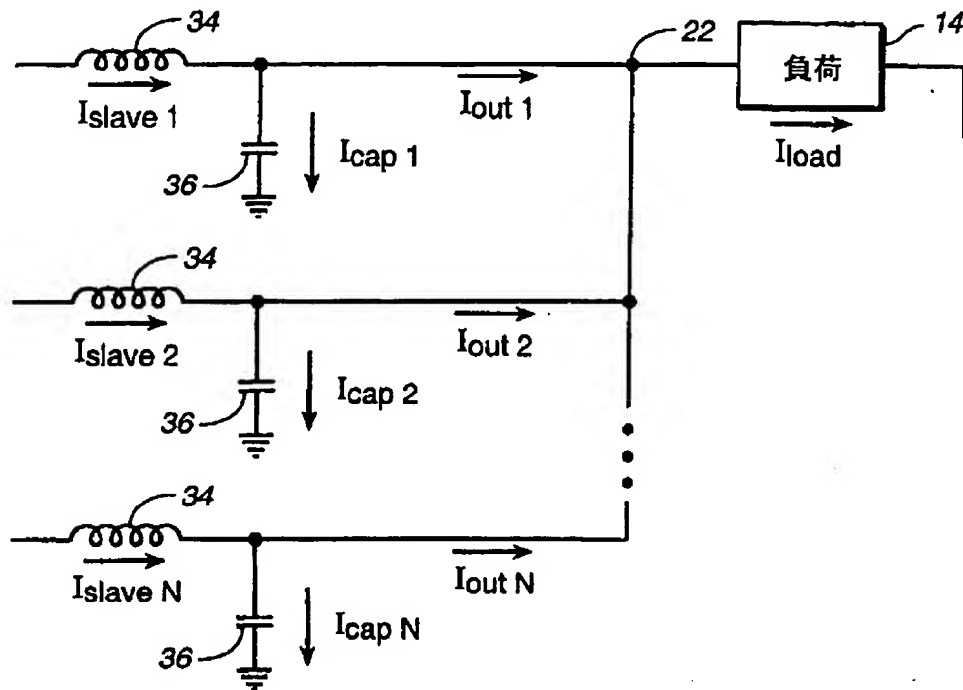 34
22
14
負荷
Islave 1
Iout 1
Iload
Icap 1
36
34
Islave 2
Iout 2
Icap 2
36
34
Islave N
Iout N
Icap N
36